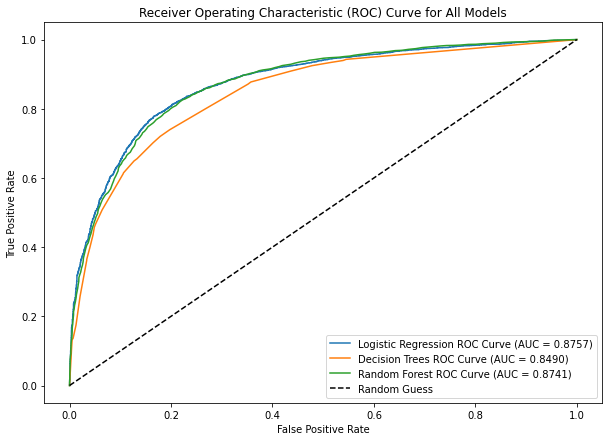 Receiver Operating Characteristic (ROC) Curve for All Models
True Positive Rate
1.0
0.8
0.6
0.4
0.2
0.0
Logistic Regression ROC Curve (AUC = 0.8757)
Decision Trees ROC Curve (AUC = 0.8490)
Random Forest ROC Curve (AUC = 0.8741)
Random Guess
0.0 0.2 0.4 0.6 0.8 1.0
False Positive Rate